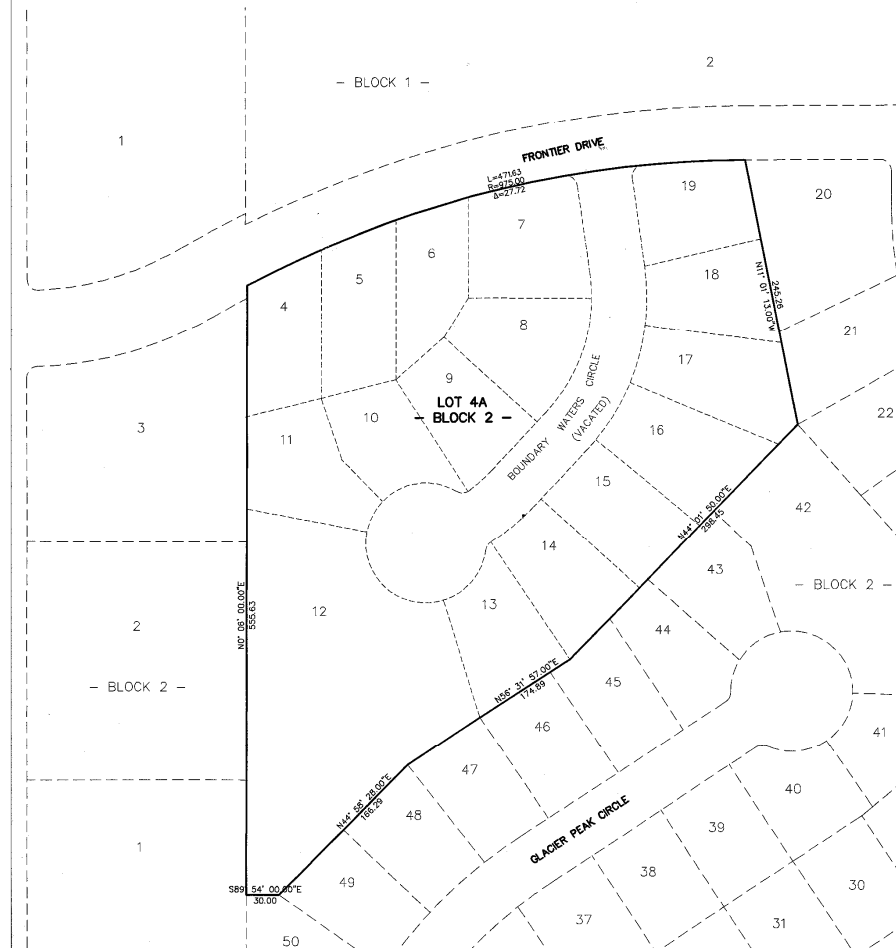 2
- BLOCK 1 -
1
FRONTIER DRIVE
L=471.63
R=975.00
Δ=27.72
19
20
7
6
5
18
N11° 01' 13.00"W
245.26
4
8
21
17
BOUNDARY WATERS CIRCLE
(VACATED)
9
LOT 4A
- BLOCK 2 -
10
22
3
11
16
15
N44° 01' 50.00"E
298.45
42
14
43
- BLOCK 2 -
13
12
N0° 06' 00.00"E
555.63
2
44
N56° 31' 57.00"E
174.89
45
- BLOCK 2 -
46
41
47
40
N44° 58' 28.00"E
166.29
48
GLACIER PEAK CIRCLE
39
1
38
49
30
S89° 54' 00.00"E
30.00
37
31
50